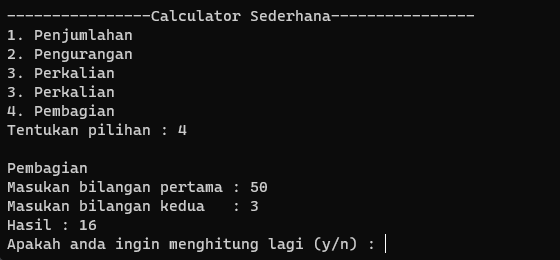 ----------------Calculator Sederhana----------------
1. Penjumlahan
2. Pengurangan
3. Perkalian
3. Perkalian
4. Pembagian
Tentukan pilihan : 4
Pembagian
Masukan bilangan pertama : 50
Masukan bilangan kedua   : 3
Hasil : 16
Apakah anda ingin menghitung lagi (y/n) :